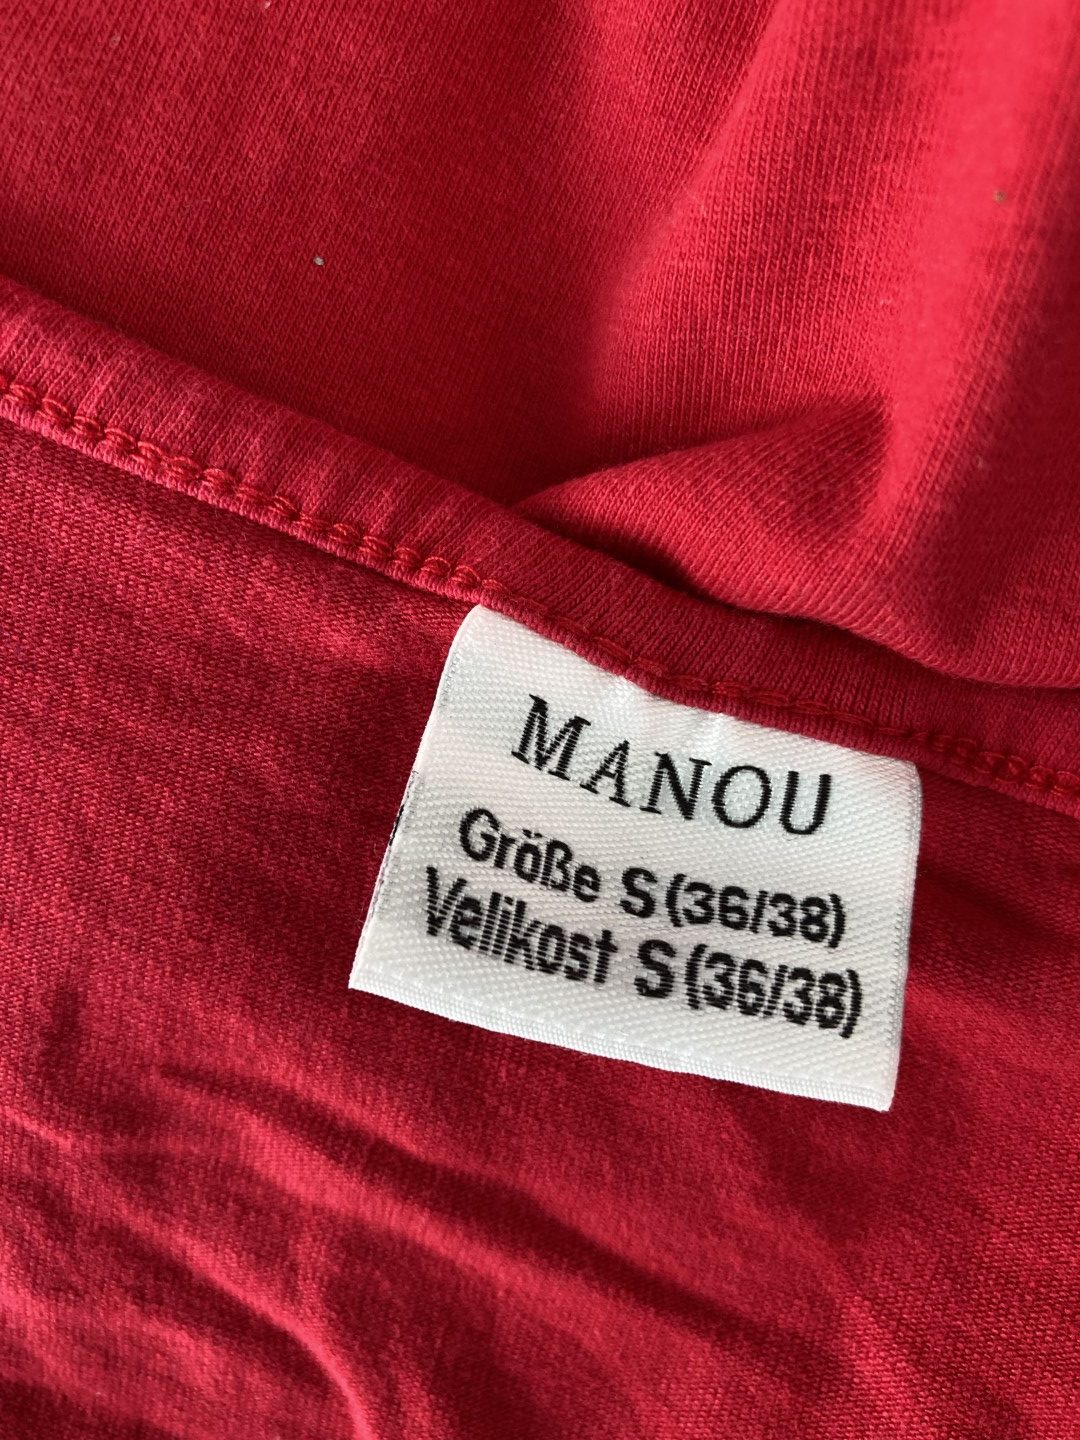 MANOU
Größe S (36/38)
Velikost S (36/38)